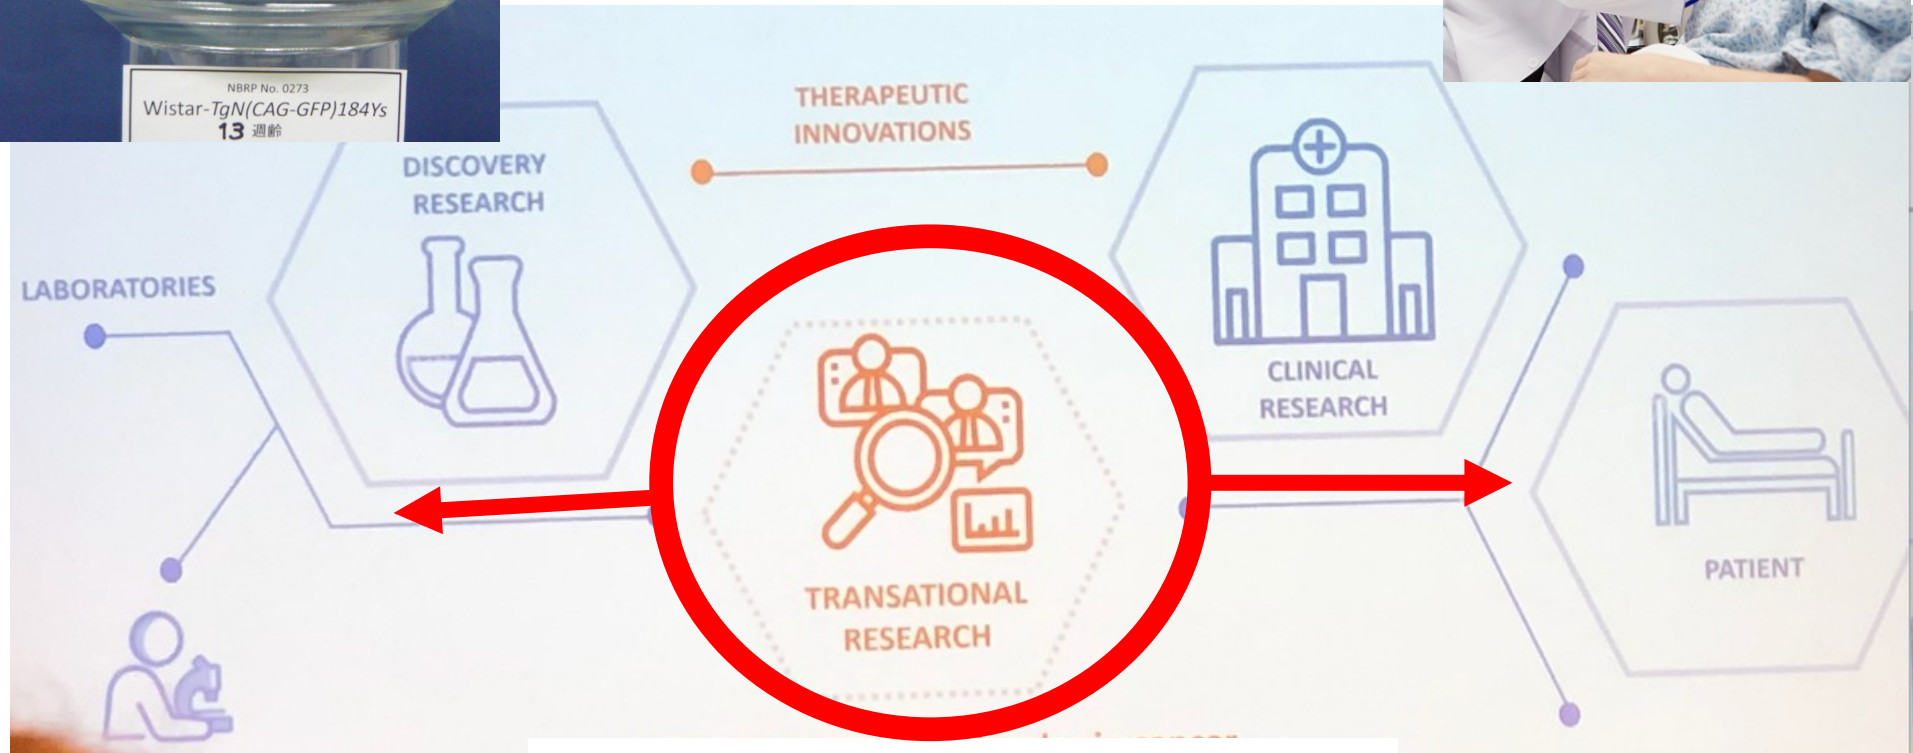 NBRP No. 0273
Wistar-TgN(CAG-GFP)184Ys
13 週齢
THERAPEUTIC
INNOVATIONS
DISCOVERY
RESEARCH
LABORATORIES
CLINICAL
RESEARCH
TRANSATIONAL
RESEARCH
PATIENT